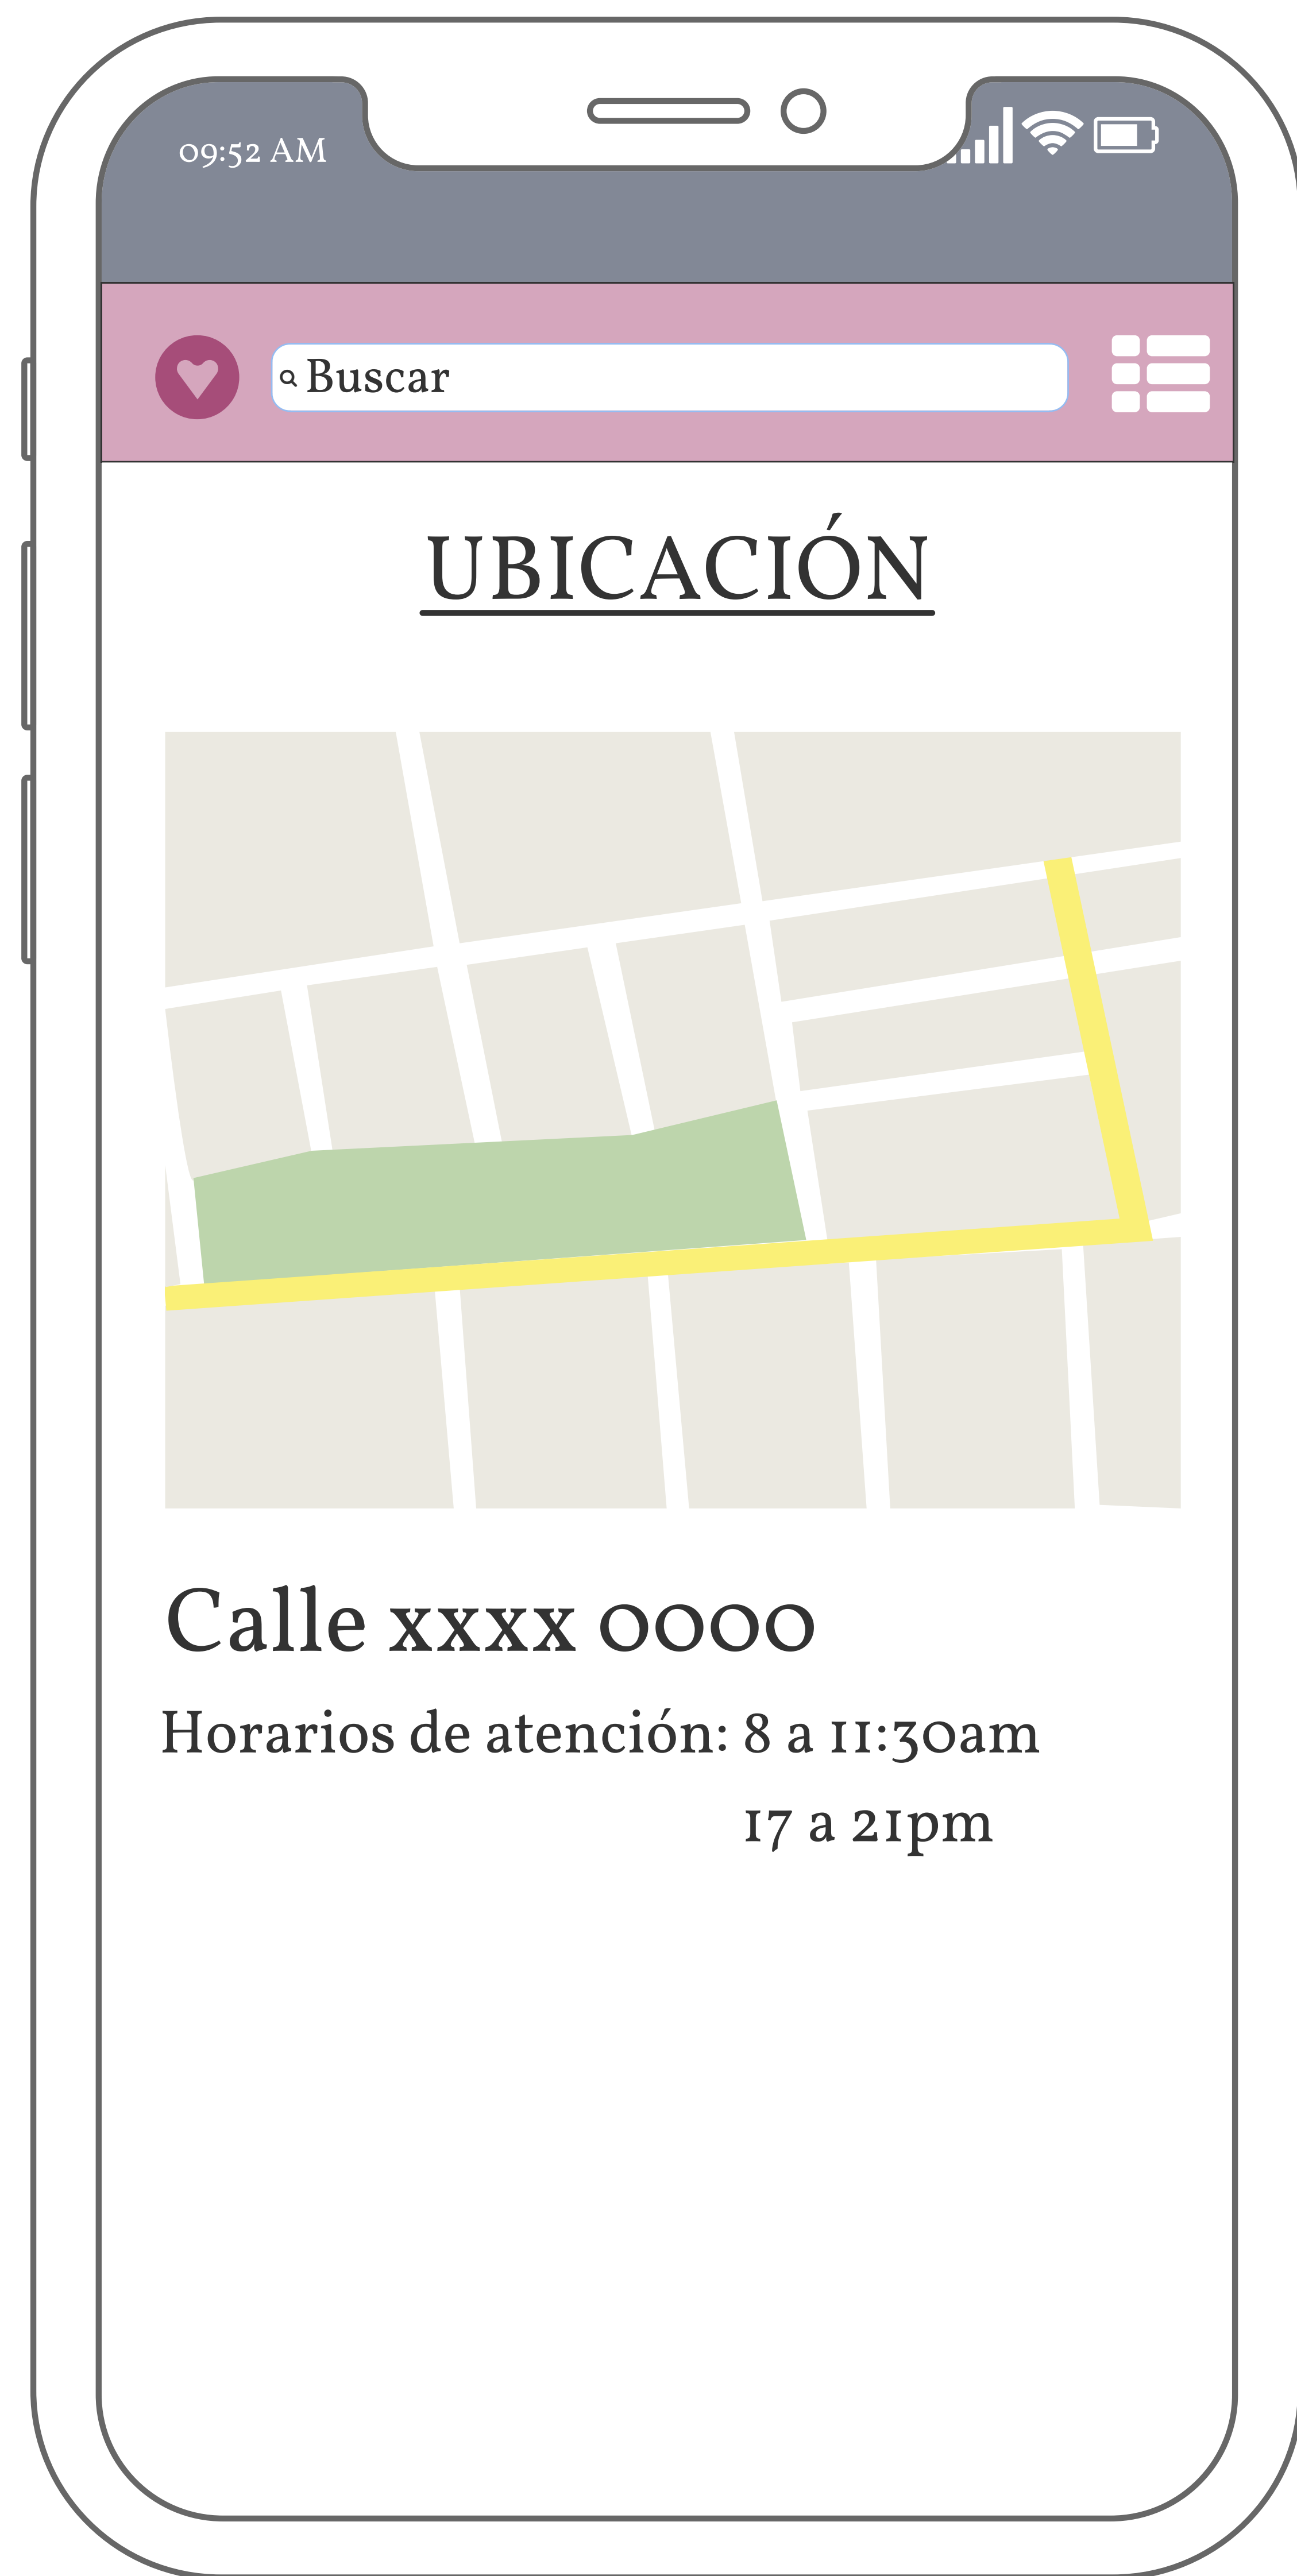 09:52 AM
Buscar
UBICACIÓN
Calle xxxx 0000
Horarios de atención: 8 a 11:30am
17 a 21pm